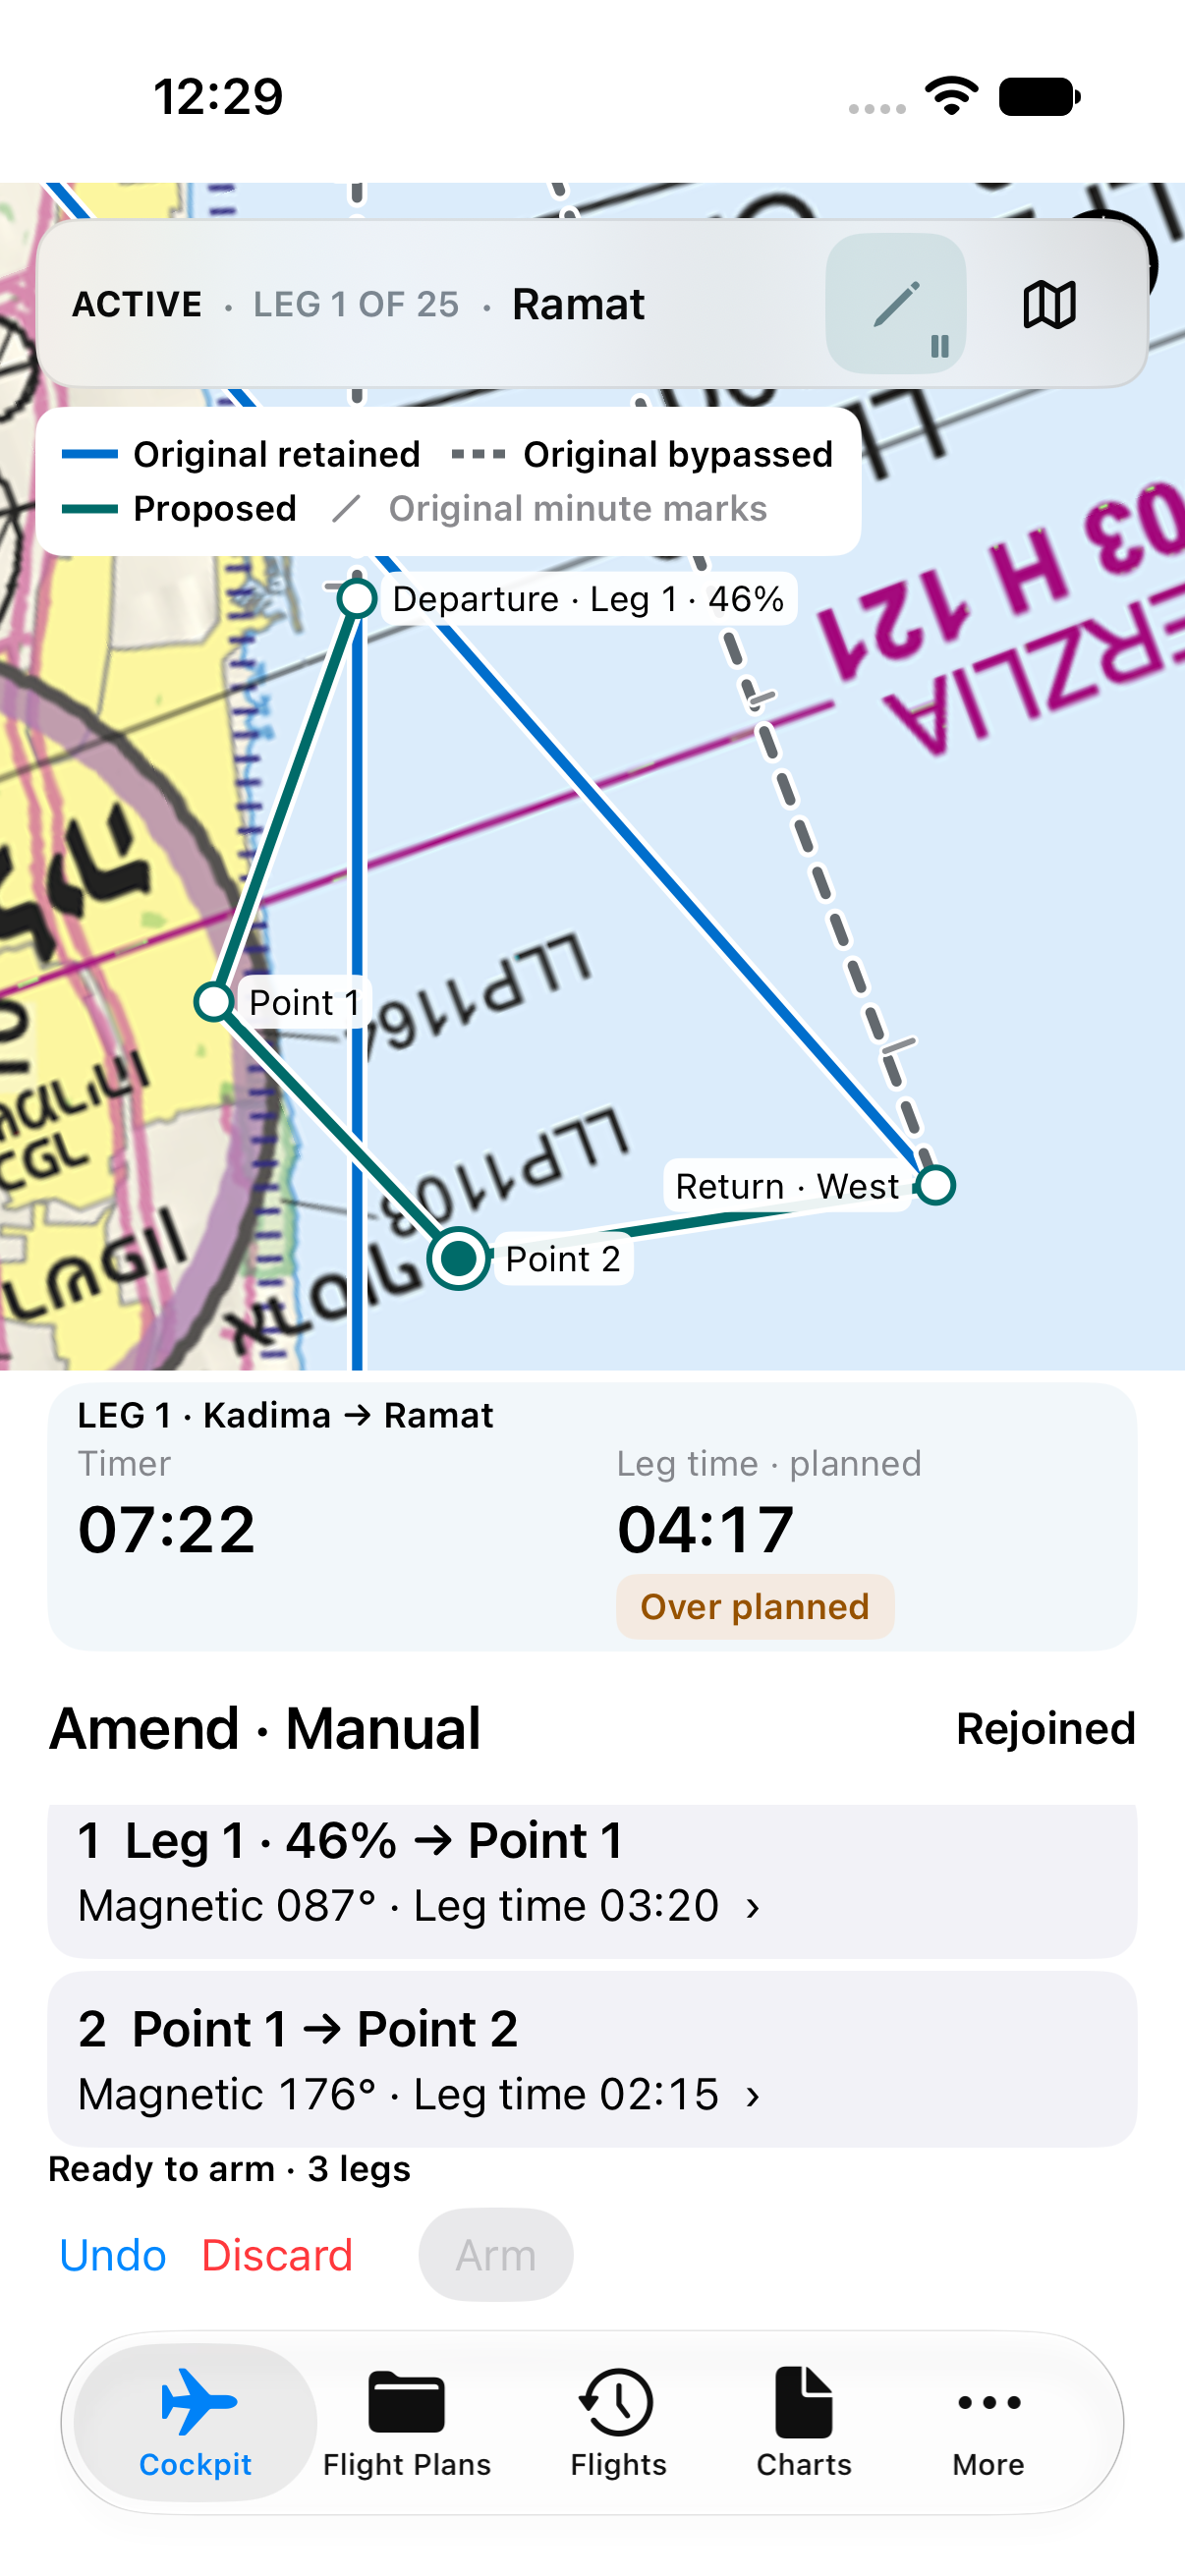 12:29
ACTIVE · LEG 1 OF 25 · Ramat
Original retained
Original bypassed
Proposed
Original minute marks
03 H 121
Departure · Leg 1 · 46%
Point 1
LLP1103
Return · West
Point 2
LEG 1 · Kadima → Ramat
Timer
Leg time · planned
07:22
04:17
Over planned
Amend · Manual
Rejoined
1 Leg 1 · 46% → Point 1
Magnetic 087° · Leg time 03:20 ›
2 Point 1 → Point 2
Magnetic 176° · Leg time 02:15 ›
Ready to arm · 3 legs
Undo
Discard
Arm
Cockpit
Flight Plans
Flights
Charts
More